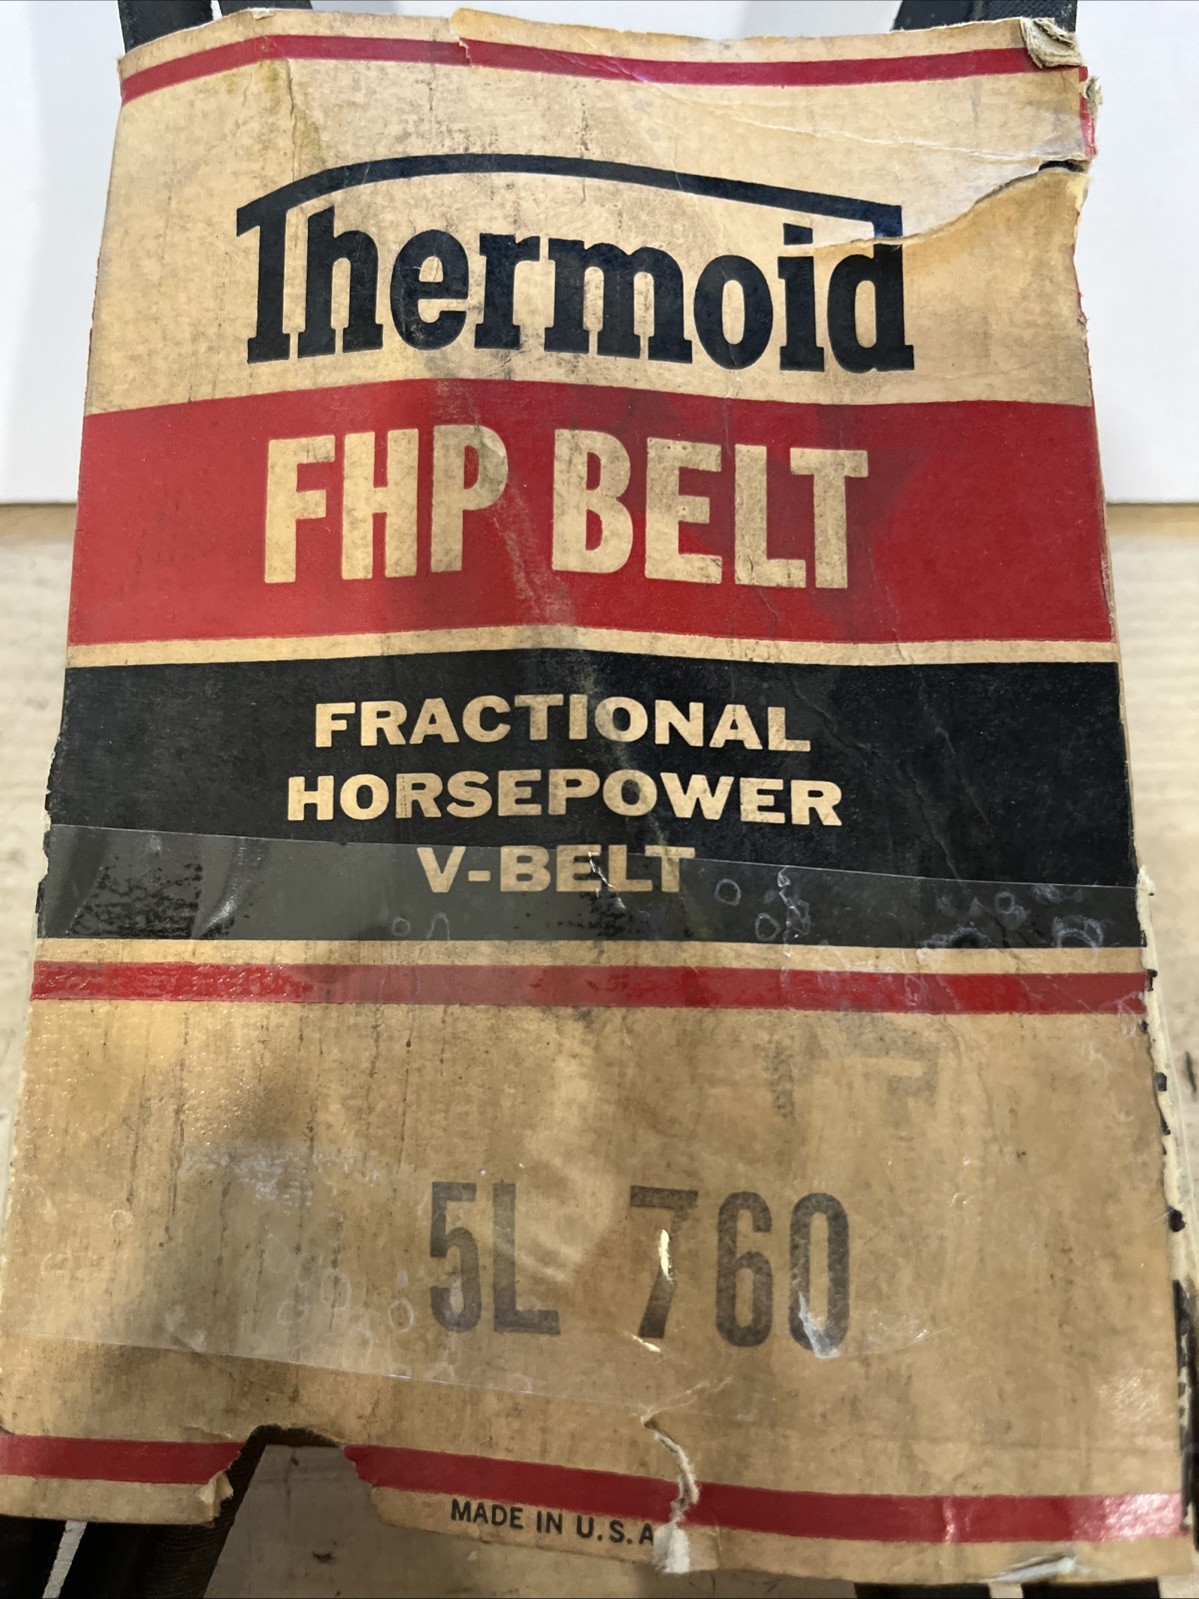 Thermoid
FHP BELT
FRACTIONAL
HORSEPOWER
V-BELT
5L 760
MADE IN U.S.A